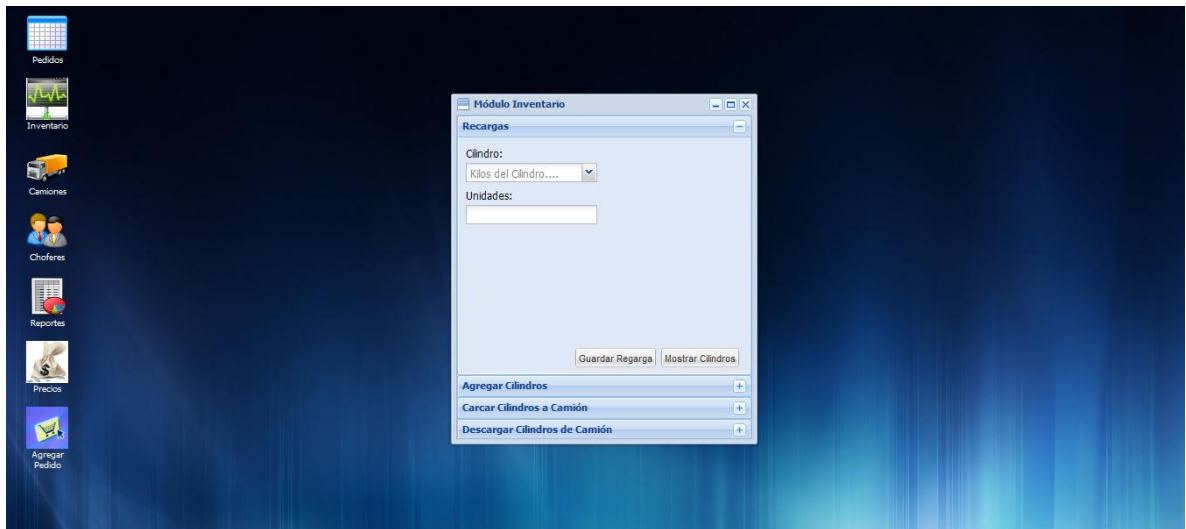 Pedidos
Inventario
Camiones
Choferes
Reportes
Precios
Agregar
Pedido
Módulo Inventario
Recargas
Cilindro:
Kilos del Cilindro....
Unidades:
Guardar Regarga Mostrar Cilindros
Agregar Cilindros
Carcar Cilindros a Camión
Descargar Cilindros de Camión